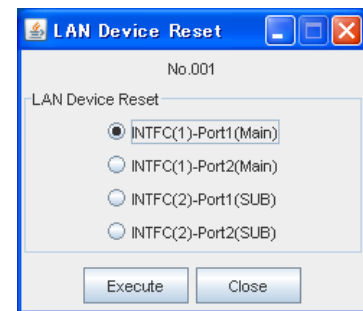 LAN Device Reset
No.001
LAN Device Reset
INTFC(1)-Port1(Main)
INTFC(1)-Port2(Main)
INTFC(2)-Port1(SUB)
INTFC(2)-Port2(SUB)
Execute Close